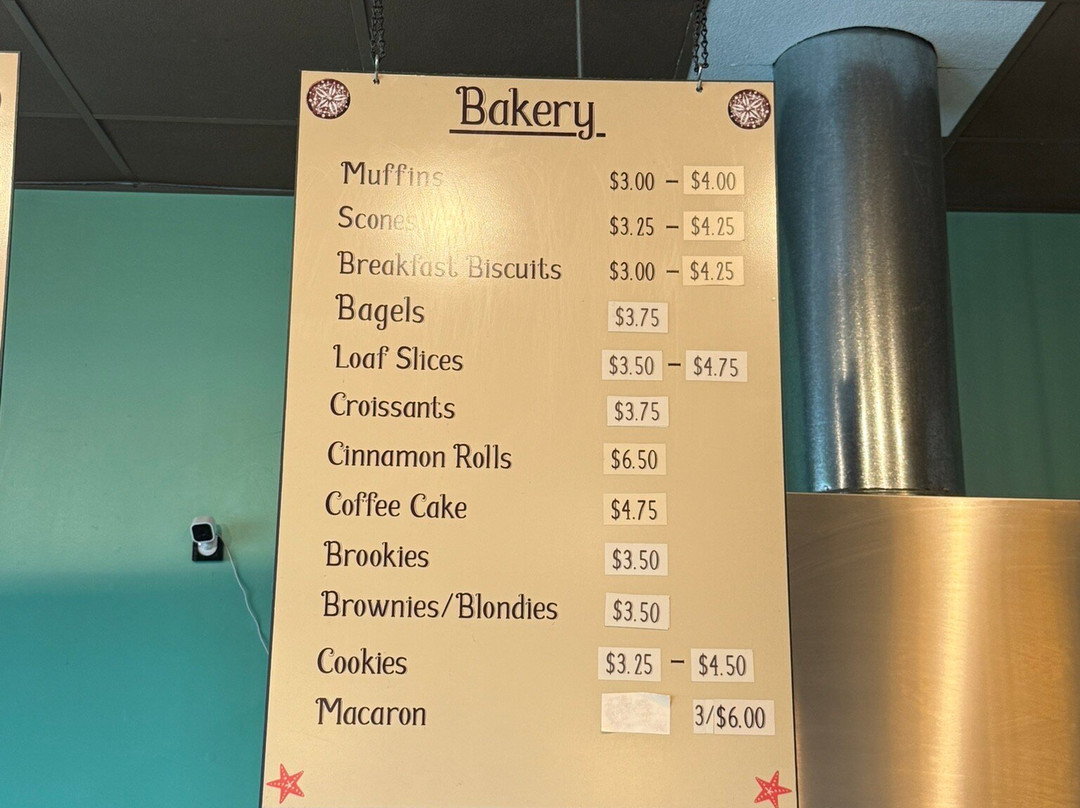 Bakery
Muffins $3.00 – $4.00
Scones $3.25 – $4.25
Breakfast Biscuits $3.00 – $4.25
Bagels $3.75
Loaf Slices $3.50 – $4.75
Croissants $3.75
Cinnamon Rolls $6.50
Coffee Cake $4.75
Brookies $3.50
Brownies/Blondies $3.50
Cookies $3.25 – $4.50
Macaron 3/$6.00